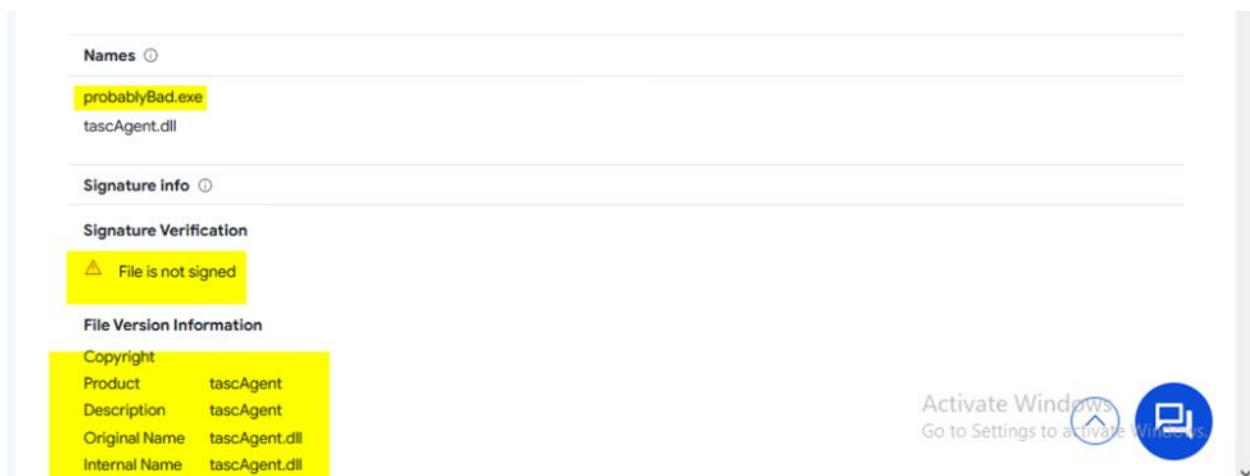 Names
probablyBad.exe
tascAgent.dll
Signature info
Signature Verification
File is not signed
File Version Information
Copyright
Product tascAgent
Description tascAgent
Original Name tascAgent.dll
Internal Name tascAgent.dll
Activate Windows
Go to Settings to activate Windows.